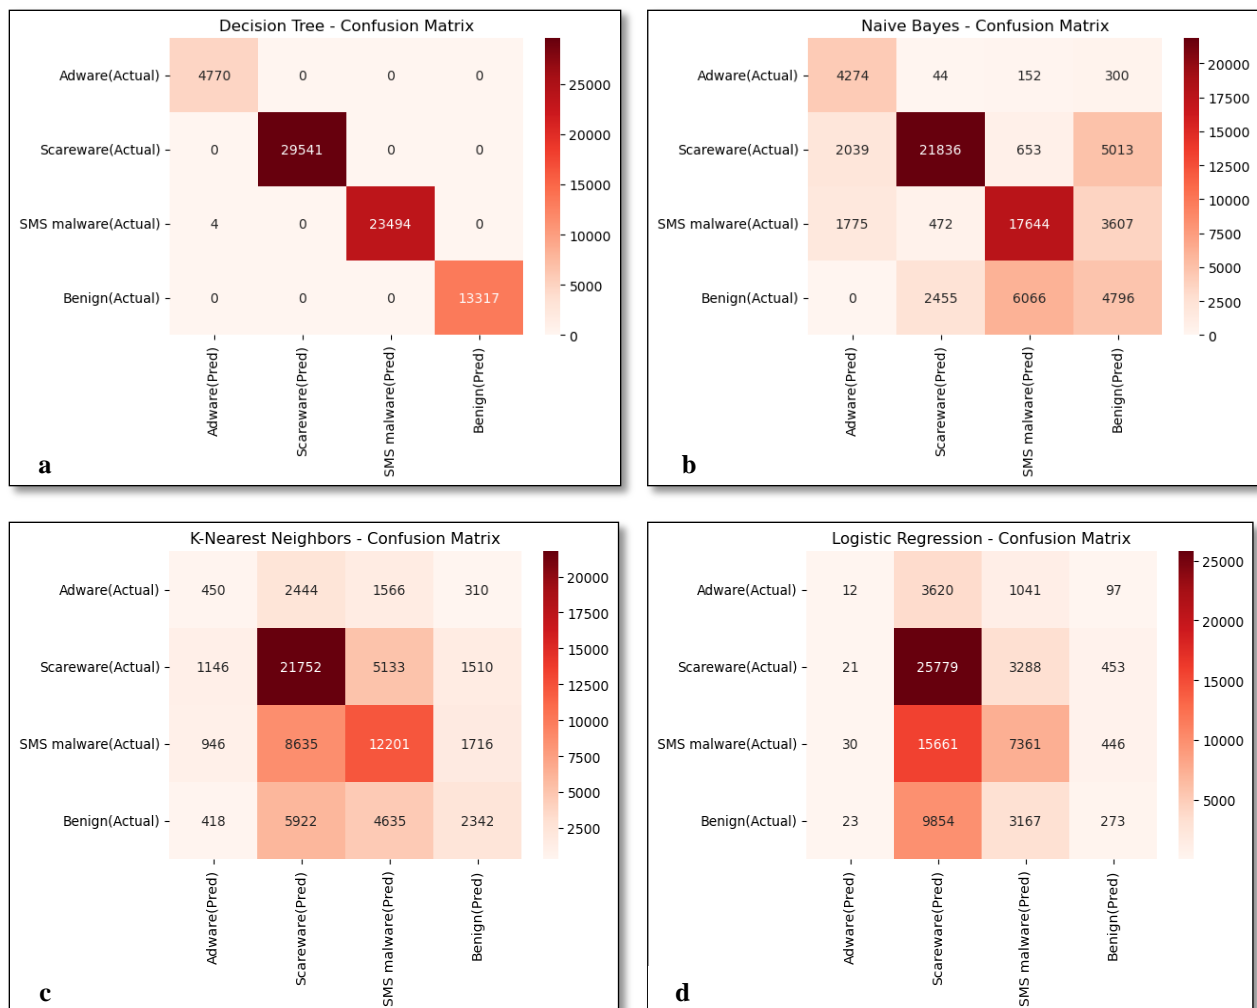 Decision Tree - Confusion Matrix
Adware(Actual) 4770 0 0 0
Scareware(Actual) 0 29541 0 0
SMS malware(Actual) 4 0 23494 0
Benign(Actual) 0 0 0 13317
Adware(Pred) Scareware(Pred) SMS malware(Pred) Benign(Pred)
25000
20000
15000
10000
5000
0
a
Naive Bayes - Confusion Matrix
Adware(Actual) 4274 44 152 300
Scareware(Actual) 2039 21836 653 5013
SMS malware(Actual) 1775 472 17644 3607
Benign(Actual) 0 2455 6066 4796
Adware(Pred) Scareware(Pred) SMS malware(Pred) Benign(Pred)
20000
17500
15000
12500
10000
7500
5000
2500
0
b
K-Nearest Neighbors - Confusion Matrix
Adware(Actual) 450 2444 1566 310
Scareware(Actual) 1146 21752 5133 1510
SMS malware(Actual) 946 8635 12201 1716
Benign(Actual) 418 5922 4635 2342
Adware(Pred) Scareware(Pred) SMS malware(Pred) Benign(Pred)
20000
17500
15000
12500
10000
7500
5000
2500
c
Logistic Regression - Confusion Matrix
Adware(Actual) 12 3620 1041 97
Scareware(Actual) 21 25779 3288 453
SMS malware(Actual) 30 15661 7361 446
Benign(Actual) 23 9854 3167 273
Adware(Pred) Scareware(Pred) SMS malware(Pred) Benign(Pred)
25000
20000
15000
10000
5000
d